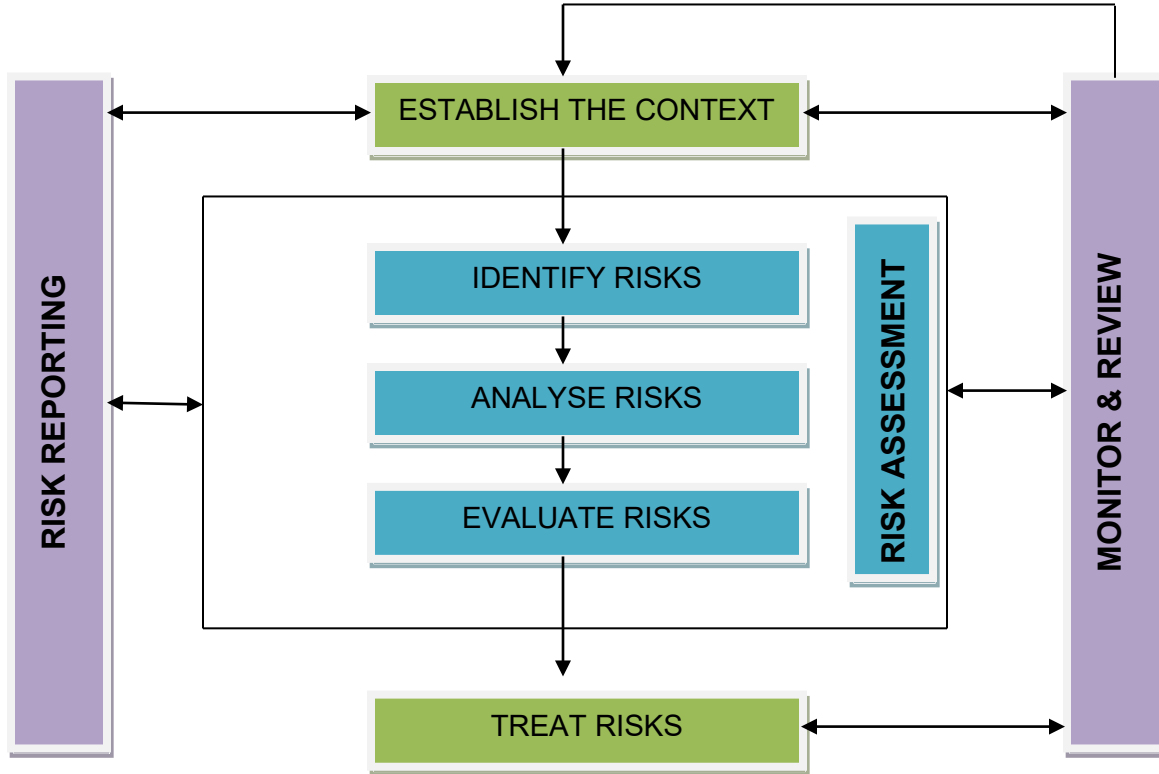 ESTABLISH THE CONTEXT
RISK REPORTING
IDENTIFY RISKS
ANALYSE RISKS
EVALUATE RISKS
RISK ASSESSMENT
MONITOR & REVIEW
TREAT RISKS